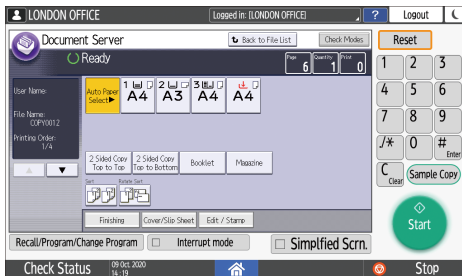 LONDON OFFICE
Logged in: [LONDON OFFICE]
?
Logout
Document Server
Back to File List
Check Modes
Reset
Ready
Page 6
Quantity 1
Print 0
1 2 3
User Name:
Auto Paper Select▶
1 A4
2 A3
3 A4
A4
4 5 6
File Name:
COPY0012
7 8 9
Printing Order:
1/4
./* 0 #
Enter
▲ ▼
2 Sided Copy Top to Top
2 Sided Copy Top to Bottom
Booklet
Magazine
C Clear
Sample Copy
Sort
Rotate Sort
Start
Finishing
Cover/Slip Sheet
Edit / Stamp
Recall/Program/Change Program
Interrupt mode
Simplfied Scrn.
Check Status
09 Oct. 2020
14:19
Stop